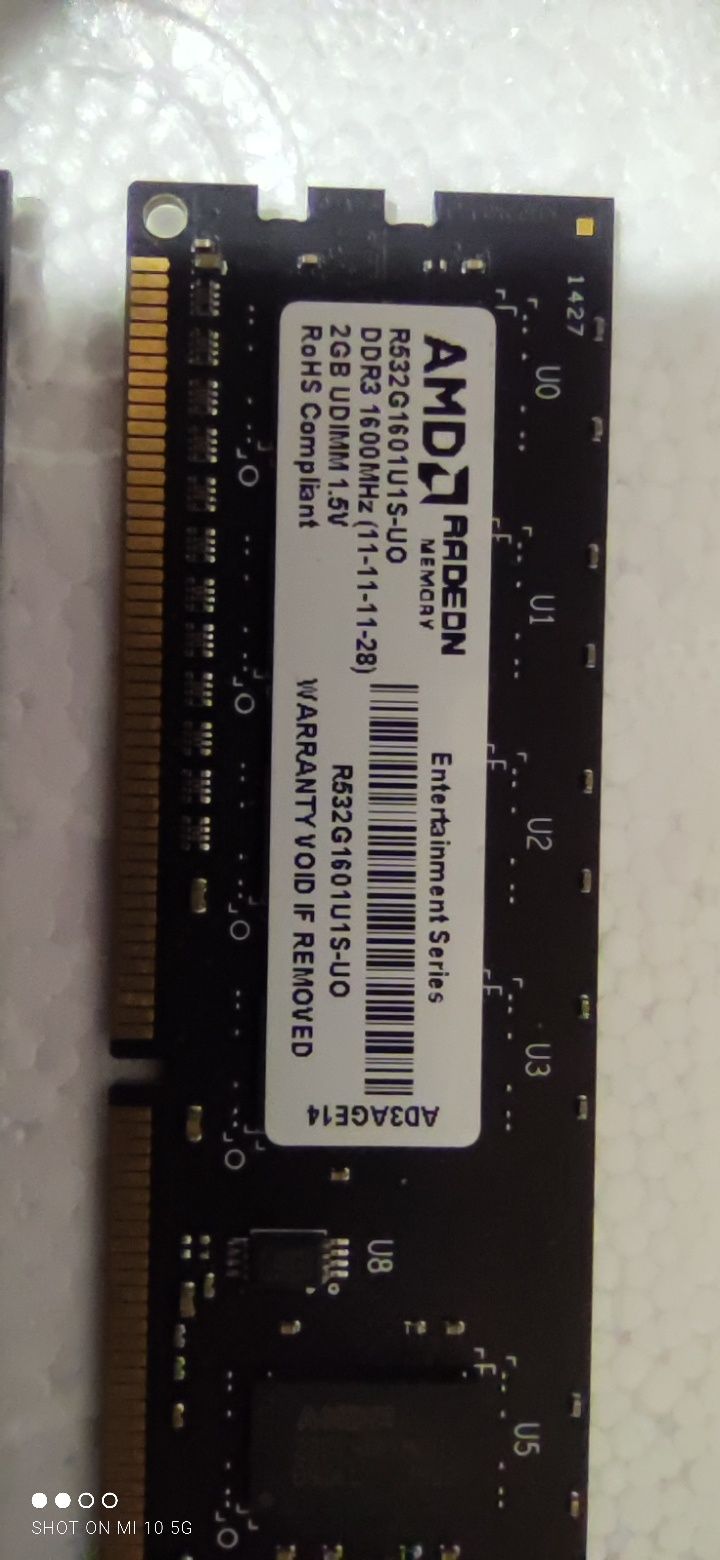 AMD RADEON
MEMORY
R532G1601U1S-UO
DDR3 1600MHz (11-11-11-28)
2GB UDIMM 1.5V
RoHS Compliant
Entertainment Series
R532G1601U1S-UO
WARRANTY VOID IF REMOVED
AD3AGE14
1427
U0
U1
U2
U3
U8
U5
SHOT ON MI 10 5G